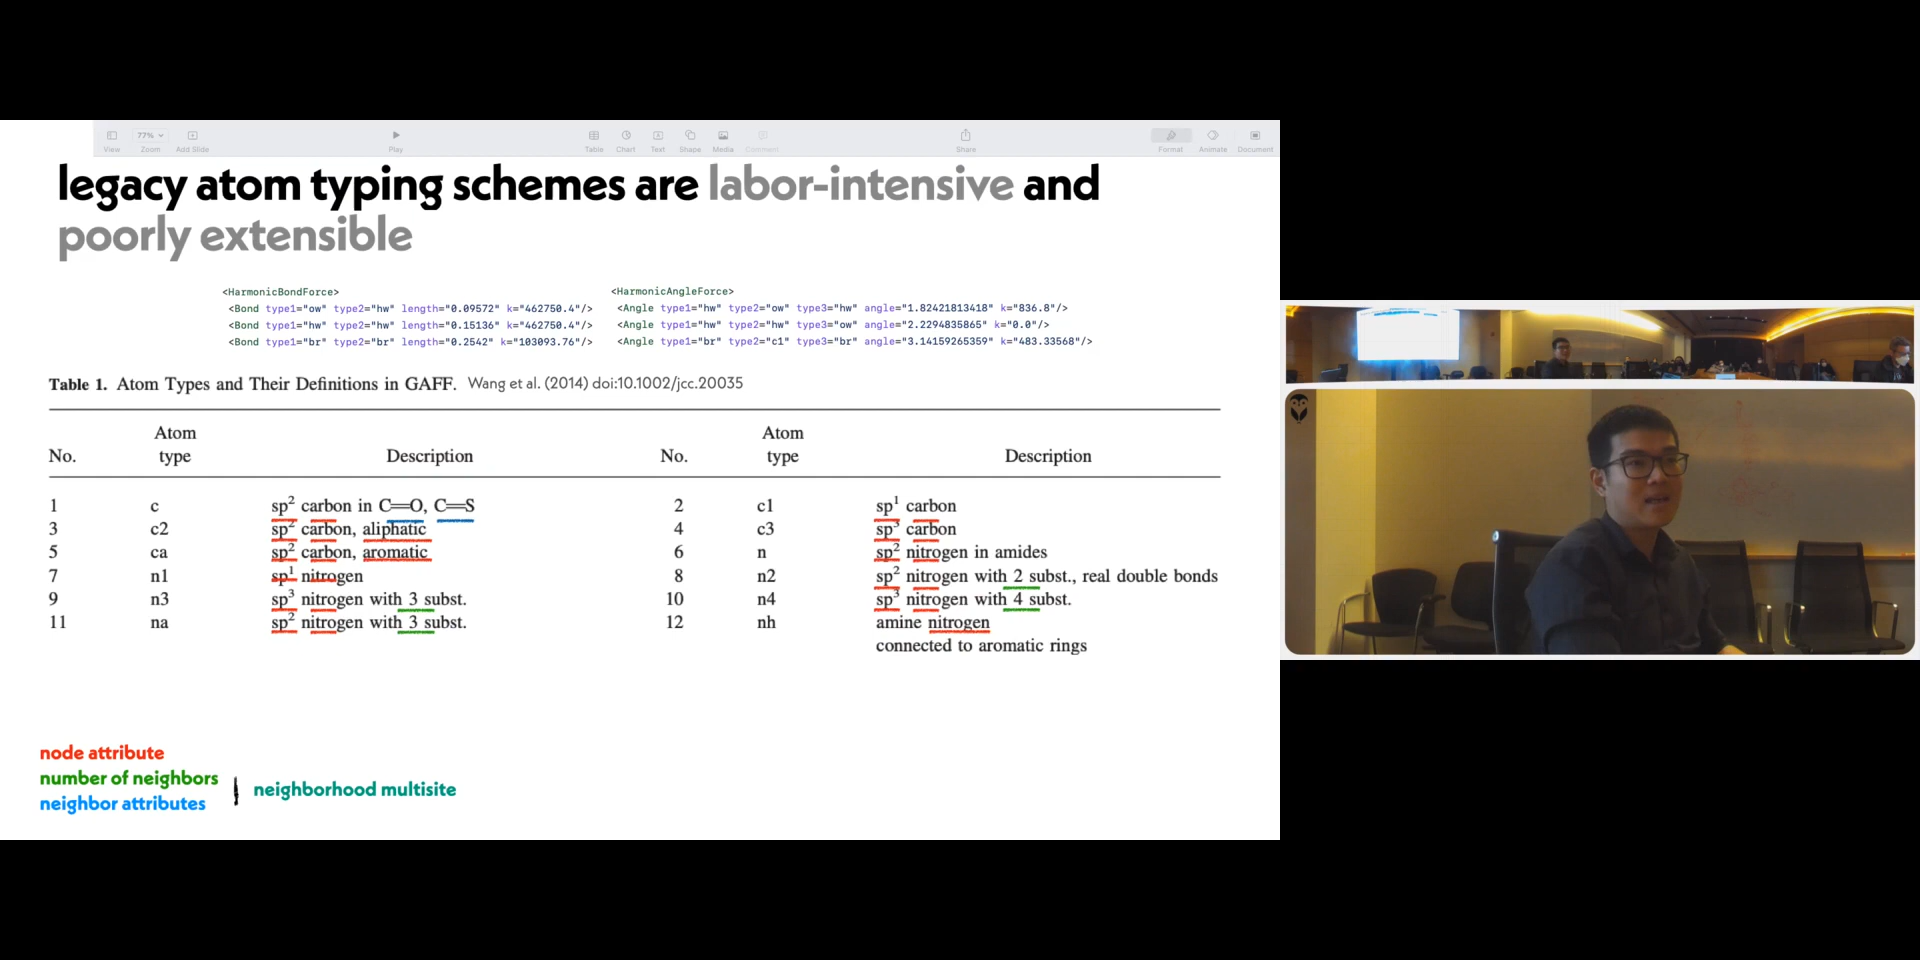 View 77% Zoom Add Slide Play Table Chart Text Shape Media Comment Share Format Animate Document
legacy atom typing schemes are labor-intensive and
poorly extensible
<HarmonicBondForce>
<Bond type1="ow" type2="hw" length="0.09572" k="462750.4"/>
<Bond type1="hw" type2="hw" length="0.15136" k="462750.4"/>
<Bond type1="br" type2="br" length="0.2542" k="103093.76"/>
<HarmonicAngleForce>
<Angle type1="hw" type2="ow" type3="hw" angle="1.82421813418" k="836.8"/>
<Angle type1="hw" type2="hw" type3="ow" angle="2.2294835865" k="0.0"/>
<Angle type1="br" type2="c1" type3="br" angle="3.14159265359" k="483.33568"/>
Table 1. Atom Types and Their Definitions in GAFF. Wang et al. (2014) doi:10.1002/jcc.20035
No. Atom type Description No. Atom type Description
1 c sp² carbon in C=O, C=S 2 c1 sp¹ carbon
3 c2 sp² carbon, aliphatic 4 c3 sp³ carbon
5 ca sp² carbon, aromatic 6 n sp² nitrogen in amides
7 n1 sp¹ nitrogen 8 n2 sp² nitrogen with 2 subst., real double bonds
9 n3 sp³ nitrogen with 3 subst. 10 n4 sp³ nitrogen with 4 subst.
11 na sp² nitrogen with 3 subst. 12 nh amine nitrogen
connected to aromatic rings
node attribute
number of neighbors
neighbor attributes
neighborhood multisite